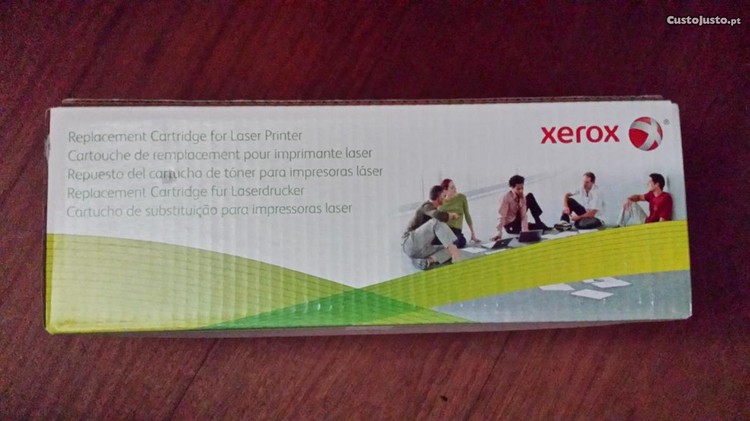 CustoJusto.pt
Replacement Cartridge for Laser Printer
Cartouche de remplacement pour imprimante laser
Repuesto del cartucho de tóner para impresoras láser
Replacement Cartridge für Laserdrucker
Cartucho de substituição para impressoras laser
xerox ®